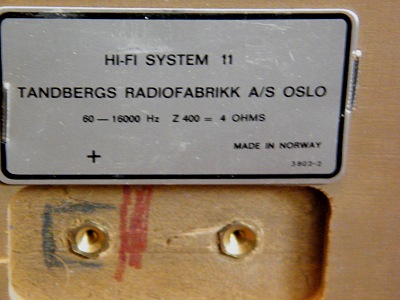 HI-FI SYSTEM 11
TANDBERGS RADIOFABRIKK A/S OSLO
60 — 16000 Hz Z 400 = 4 OHMS
MADE IN NORWAY
+
3802-2